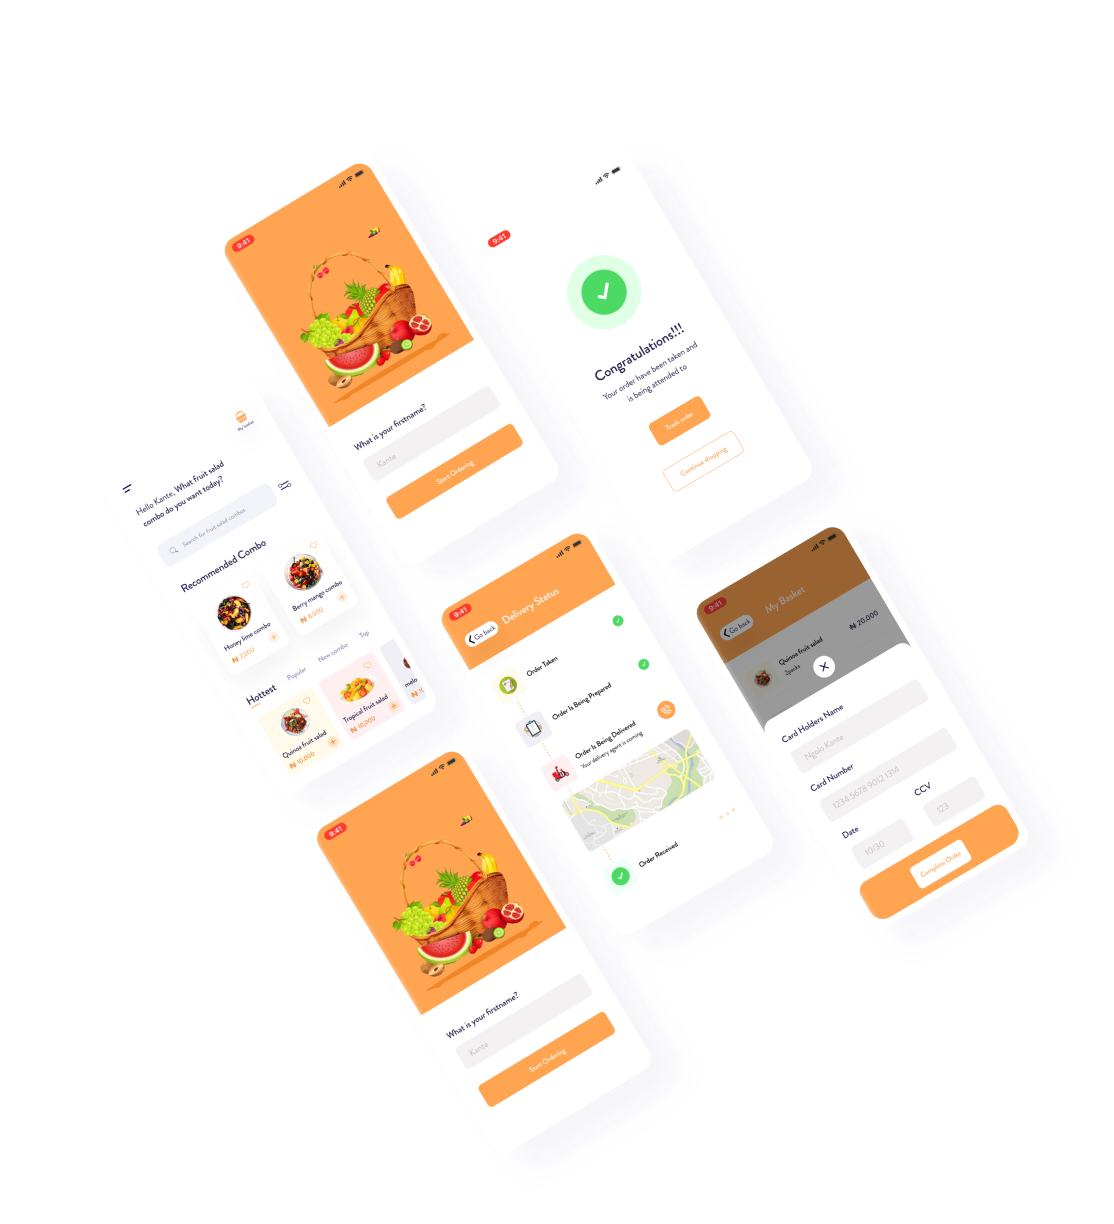 9:41
What is your firstname?
Kante
Start Ordering
9:41
Congratulations!!!
Your order have been taken and
is being attended to
Track order
Continue shopping
My basket
Hello Kante, What fruit salad
combo do you want today?
Search for fruit salad combos
Recommended Combo
Honey lime combo
₦ 2,000
Berry mango combo
₦ 8,000
Hottest
Popular
New combo
Top
Quinoa fruit salad
₦ 10,000
Tropical fruit salad
₦ 10,000
melo
9:41
Go back
Delivery Status
Order Taken
Order Is Being Prepared
Order Is Being Delivered
Your delivery agent is coming
Order Received
9:41
Go back
My Basket
Quinoa fruit salad
2packs
₦ 20,000
Card Holders Name
Ngolo Kante
Card Number
1234 5678 9012 1314
Date
CCV
10/30
123
Complete Order
9:41
What is your firstname?
Kante
Start Ordering